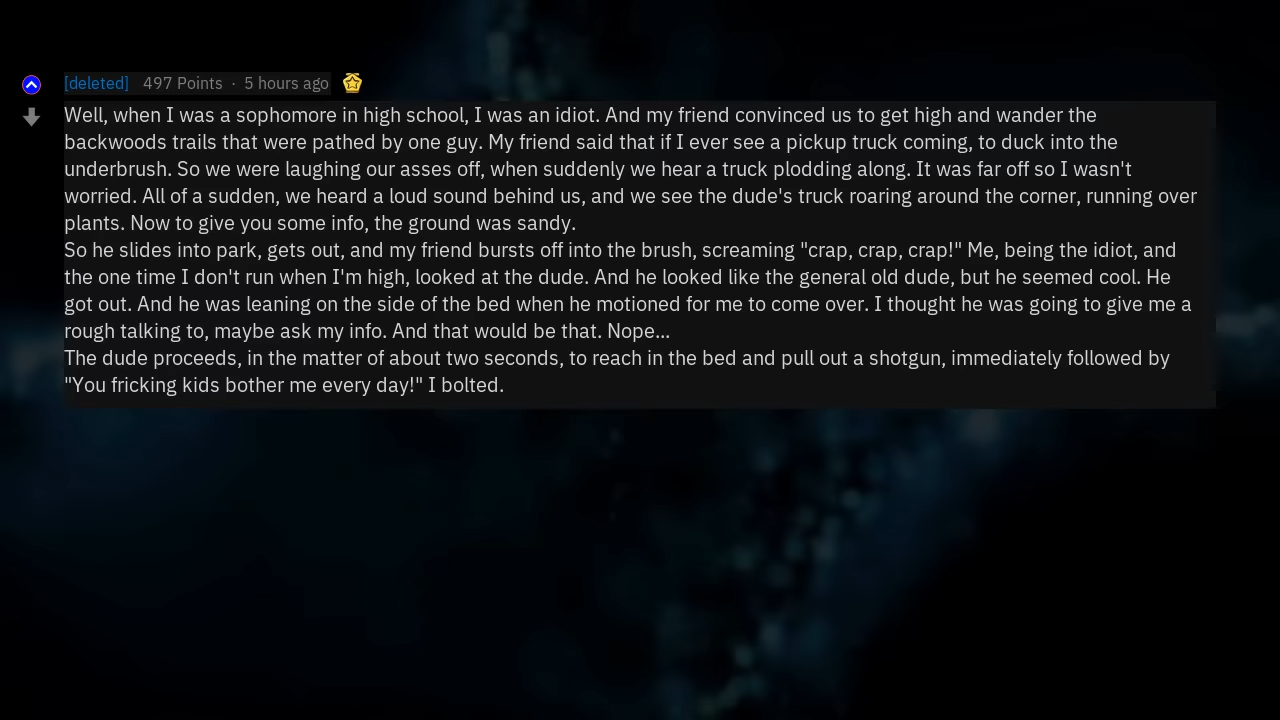 [deleted] 497 Points · 5 hours ago
Well, when I was a sophomore in high school, I was an idiot. And my friend convinced us to get high and wander the
backwoods trails that were pathed by one guy. My friend said that if I ever see a pickup truck coming, to duck into the
underbrush. So we were laughing our asses off, when suddenly we hear a truck plodding along. It was far off so I wasn't
worried. All of a sudden, we heard a loud sound behind us, and we see the dude's truck roaring around the corner, running over
plants. Now to give you some info, the ground was sandy.
So he slides into park, gets out, and my friend bursts off into the brush, screaming "crap, crap, crap!" Me, being the idiot, and
the one time I don't run when I'm high, looked at the dude. And he looked like the general old dude, but he seemed cool. He
got out. And he was leaning on the side of the bed when he motioned for me to come over. I thought he was going to give me a
rough talking to, maybe ask my info. And that would be that. Nope...
The dude proceeds, in the matter of about two seconds, to reach in the bed and pull out a shotgun, immediately followed by
"You fricking kids bother me every day!" I bolted.